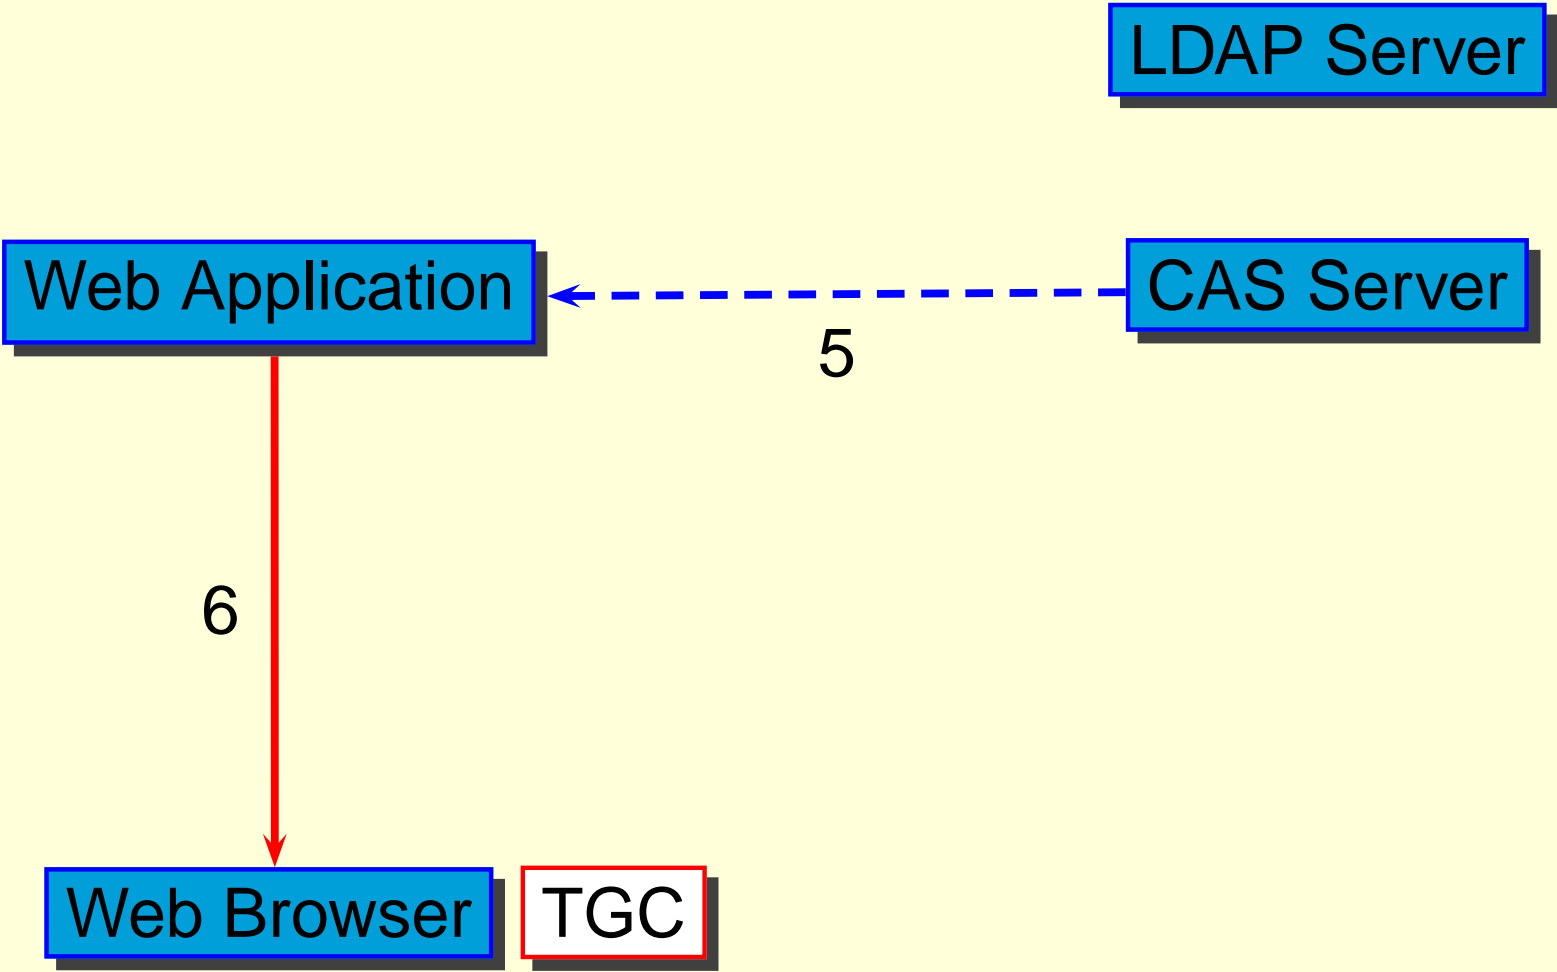 LDAP Server
Web Application
CAS Server
5
6
Web Browser
TGC